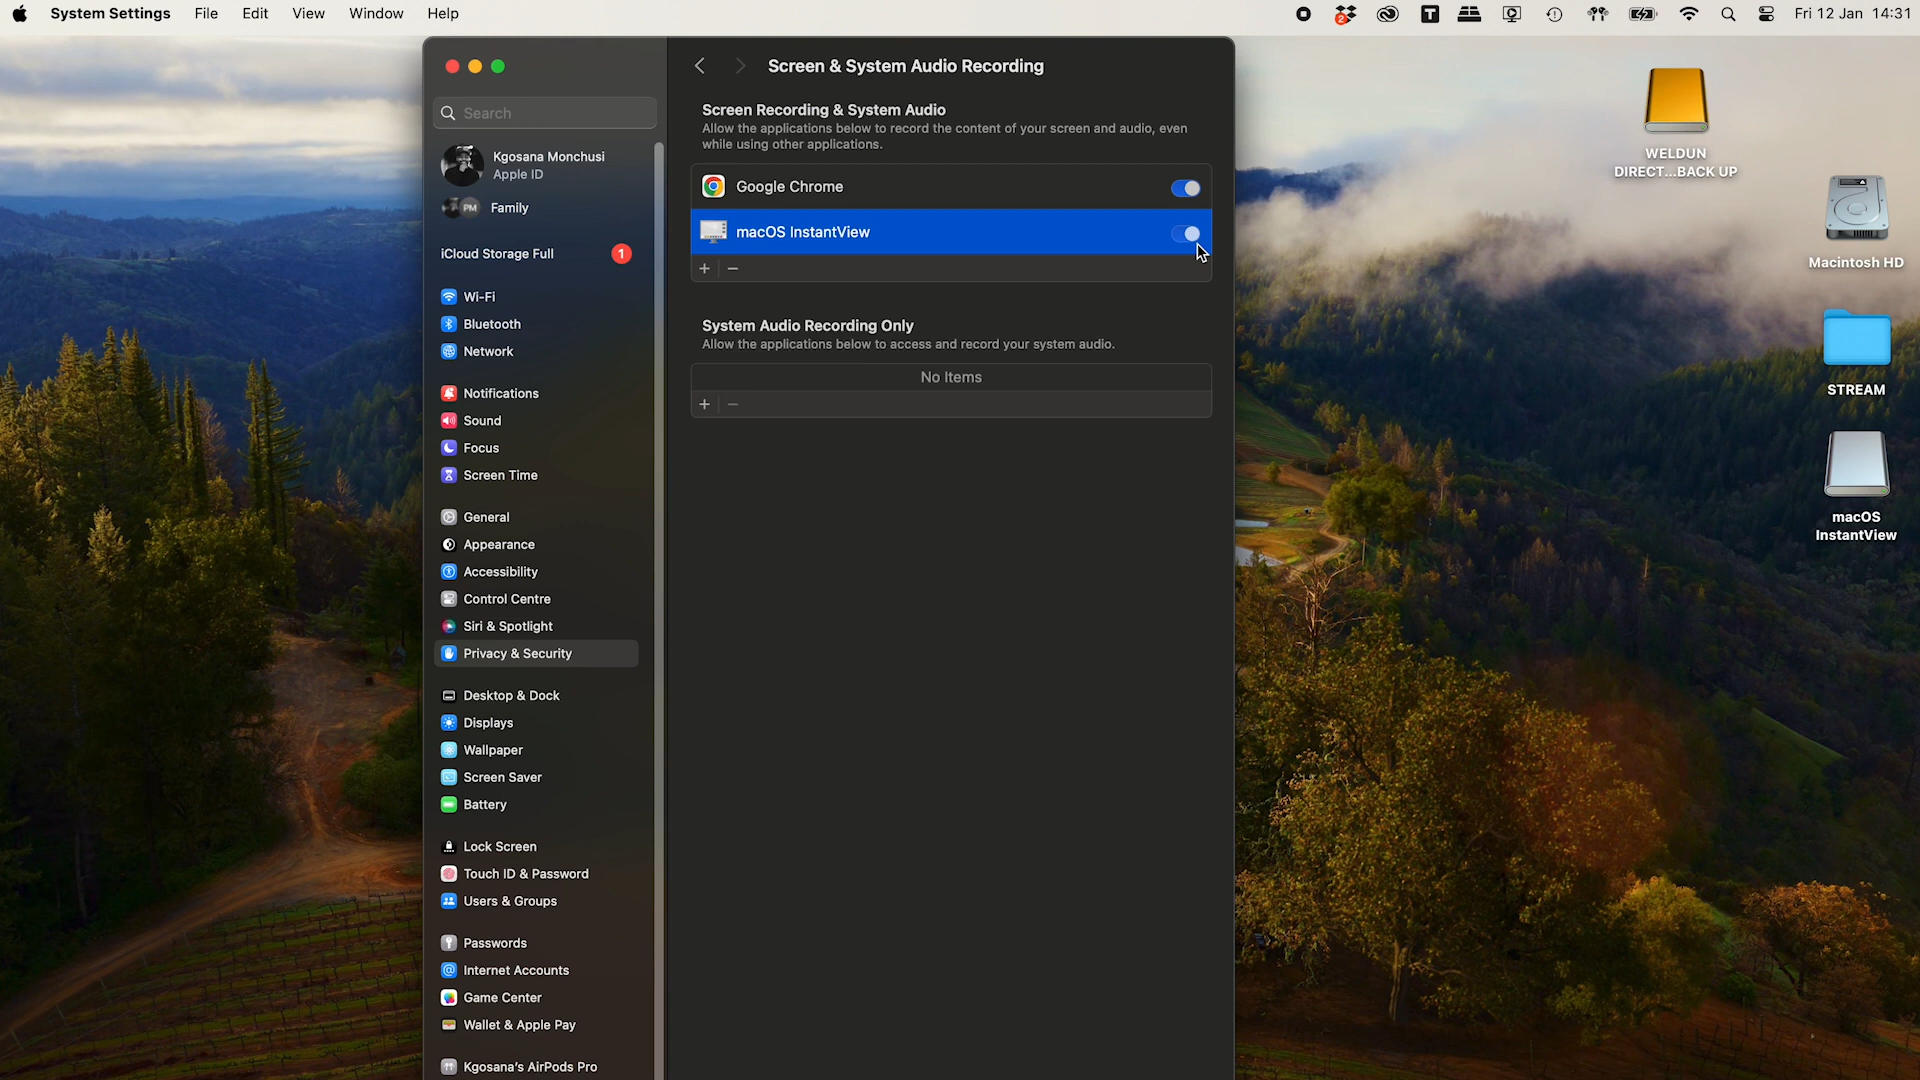 System Settings File Edit View Window Help
2 T Fri 12 Jan 14:31
Screen & System Audio Recording
Search
Kgosana Monchusi
Apple ID
PM Family
iCloud Storage Full 1
Wi-Fi
Bluetooth
Network
Notifications
Sound
Focus
Screen Time
General
Appearance
Accessibility
Control Centre
Siri & Spotlight
Privacy & Security
Desktop & Dock
Displays
Wallpaper
Screen Saver
Battery
Lock Screen
Touch ID & Password
Users & Groups
Passwords
Internet Accounts
Game Center
Wallet & Apple Pay
Kgosana's AirPods Pro
Screen Recording & System Audio
Allow the applications below to record the content of your screen and audio, even
while using other applications.
Google Chrome
macOS InstantView
+ −
System Audio Recording Only
Allow the applications below to access and record your system audio.
No Items
+ −
WELDUN
DIRECT...BACK UP
Macintosh HD
STREAM
macOS
InstantView